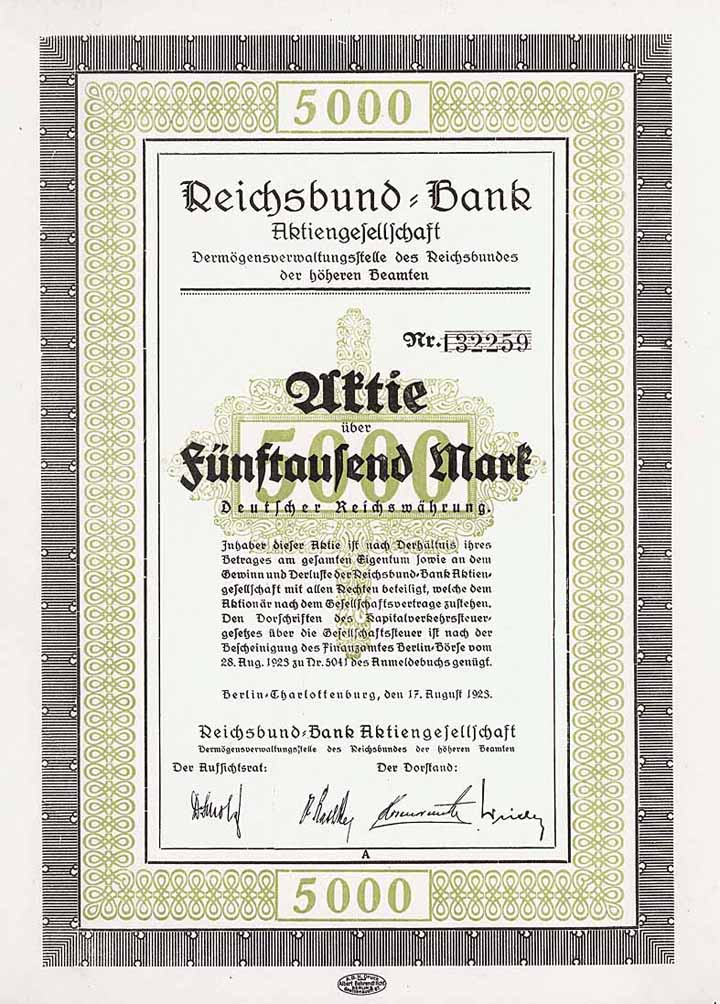 5000
Reichsbund-Bank
Aktiengesellschaft
Vermögensverwaltungsstelle des Reichsbundes
der höheren Beamten
Nr. 132259
Aktie
über
5000
Fünftausend Mark
Deutscher Reichswährung.
Inhaber dieser Aktie ist nach Verhältnis ihres
Betrages am gesamten Eigentum sowie an dem
Gewinn und Verluste der Reichsbund-Bank Aktien-
gesellschaft mit allen Rechten beteiligt, welche dem
Aktionär nach dem Gesellschaftsvertrage zustehen.
Den Vorschriften des Kapitalverkehrssteuer-
gesetzes über die Gesellschaftsteuer ist nach der
Bescheinigung des Finanzamtes Berlin-Börse vom
28. Aug. 1923 zu Nr. 5041 des Anmeldebuchs genügt.
Berlin-Charlottenburg, den 17. August 1923.
Reichsbund-Bank Aktiengesellschaft
Vermögensverwaltungsstelle des Reichsbundes der höheren Beamten
Der Aufsichtsrat: Der Vorstand:
A
5000